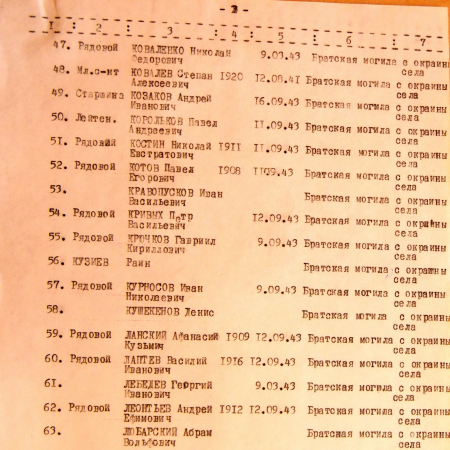 - 3 -
1 : 2 : 3 : 4 : 5 : 6 : 7
47. Рядовой КОВАЛЕНКО Николай 9.03.43 Братская могила с окраины
Федорович села
48. Мл.с-нт КОВАЛЕВ Степан 1920 12.08.41 Братская могила с окраины
Алексеевич села
49. Старшина КОЗАКОВ Андрей 16.09.43 Братская могила с окраины
Иванович села
50. Лейтен. КОРОЛЬКОВ Павел 11.09.43 Братская могила с окраины
Андреевич села
51. Рядовой КОСТИН Николай 1911 11.09.43 Братская могила с окраины
Евстратович села
52. Рядовой КОТОВ Павел 1908 11.09.43 Братская могила с окраины
Егорович села
53. КРАВОПУСКОВ Иван Братская могила с окраины
Васильевич села
54. Рядовой КРИВЫХ Петр 12.09.43 Братская могила с окраины
Васильевич села
55. Рядовой КРЮЧКОВ Гавриил 9.09.43 Братская могила с окраины
Кириллович села
56. КУЗИЕВ Раин Братская могила с окраины
села
57. Рядовой КУРНОСОВ Иван 9.09.43 Братская могила с окраины
Николаевич села
58. КУШЕКЕНОВ Денис Братская могила с окраины
села
59. Рядовой ЛАНСКИЙ Афанасий 1909 12.09.43 Братская могила с окраины
Кузьмич села
60. Рядовой ЛАПТЕВ Василий 1916 12.09.43 Братская могила с окраины
Иванович села
61. ЛЕБЕДЕВ Георгий 9.03.43 Братская могила с окраины
Иванович села
62. Рядовой ЛЕОНТЬЕВ Андрей 1912 12.09.43 Братская могила с окраины
Ефимович села
63. ЛЮБАРСКИЙ Абрам Братская могила с окраины
Вольфович села